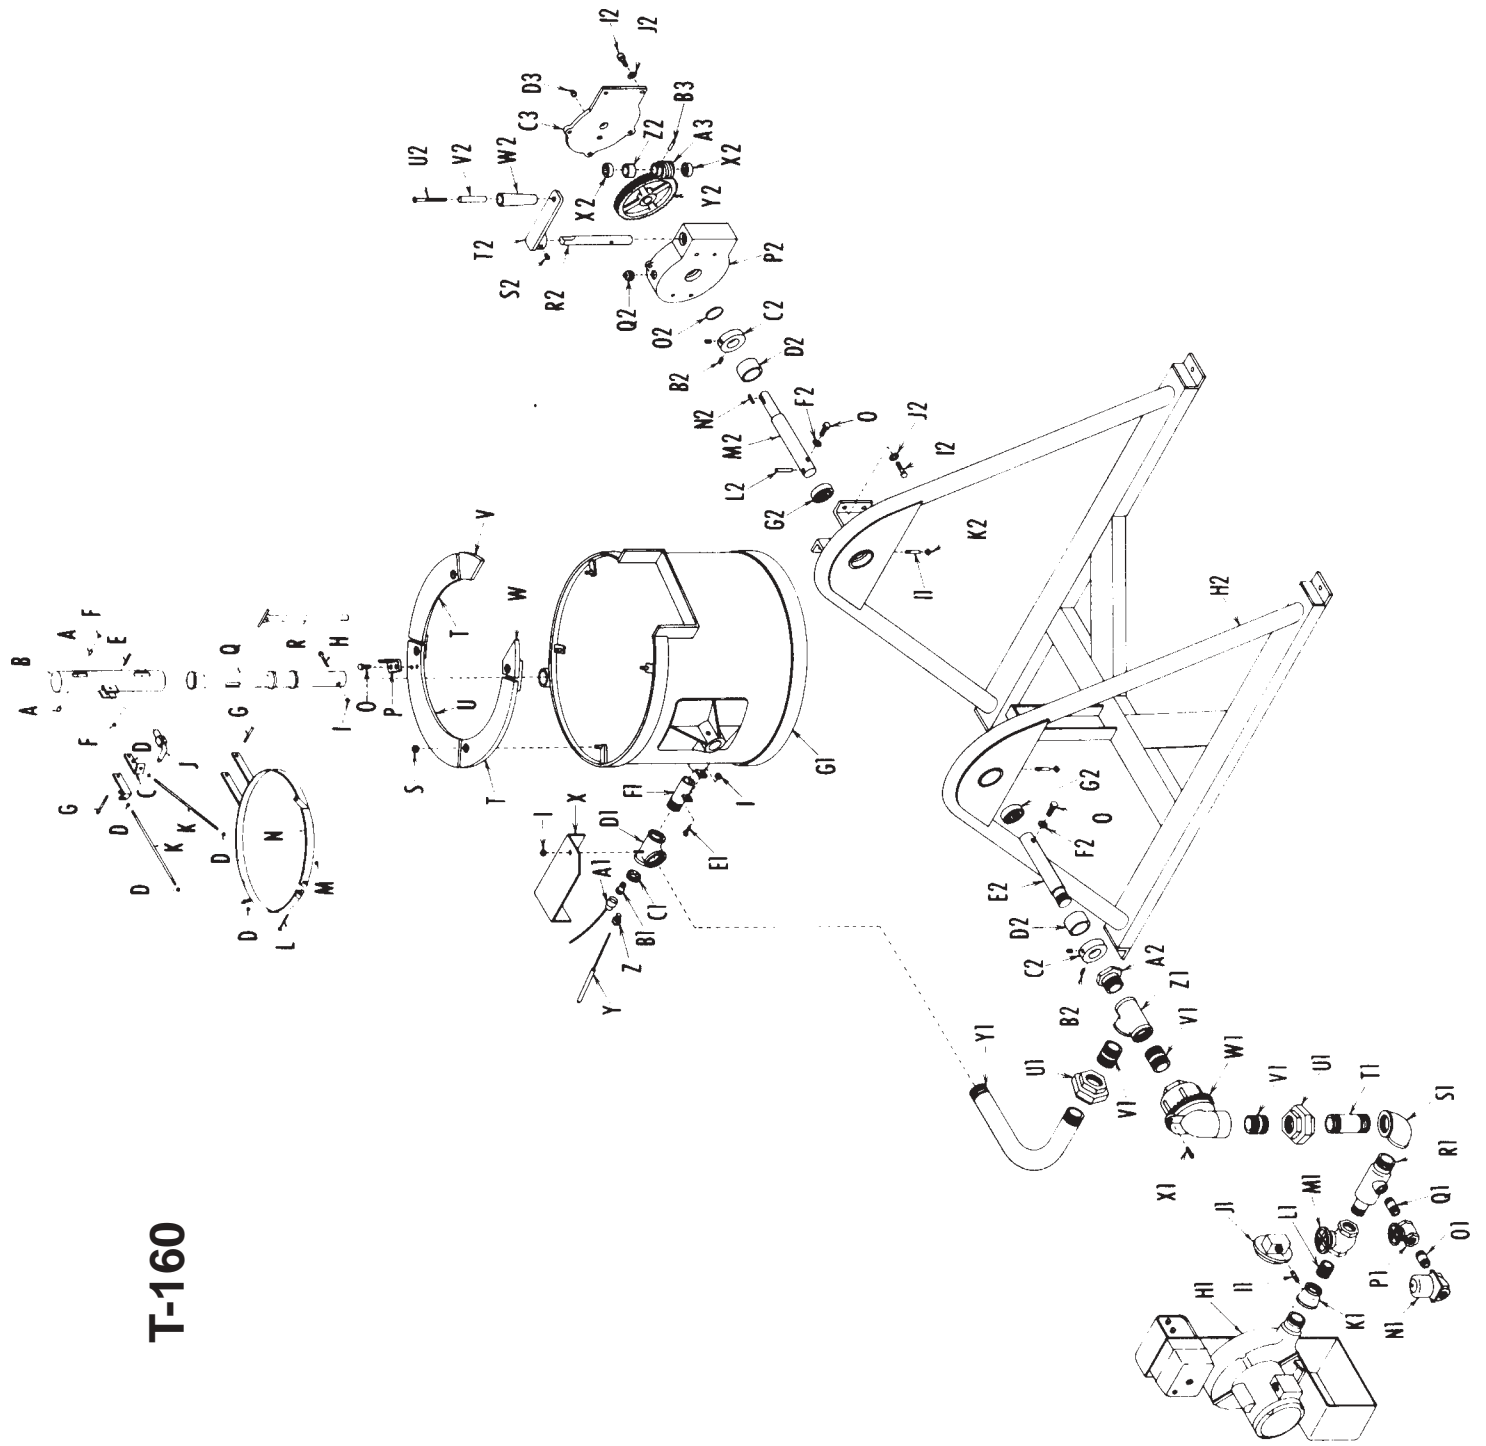 T-160
A
B
A
F
E
F
G
D
C
J
G
D
K
K
D
D
D
L
M
N
Q
R
H
G
I
O
P
S
T
U
T
V
W
X
I
D1
F1
A1
B1
C1
E1
I
Z
Y
G1
I2
J2
D3
C3
B3
Z2
A3
X2
X2
Y2
U2
V2
W2
T2
S2
R2
P2
Q2
O2
C2
D2
B2
N2
M2
F2
O
L2
G2
J2
I2
K2
I1
H2
G2
O
F2
E2
D2
C2
A2
B2
Z1
V1
Y1
U1
V1
W1
V1
U1
T1
S1
X1
R1
Q1
M1
L1
J1
I1
H1
K1
P1
O1
N1